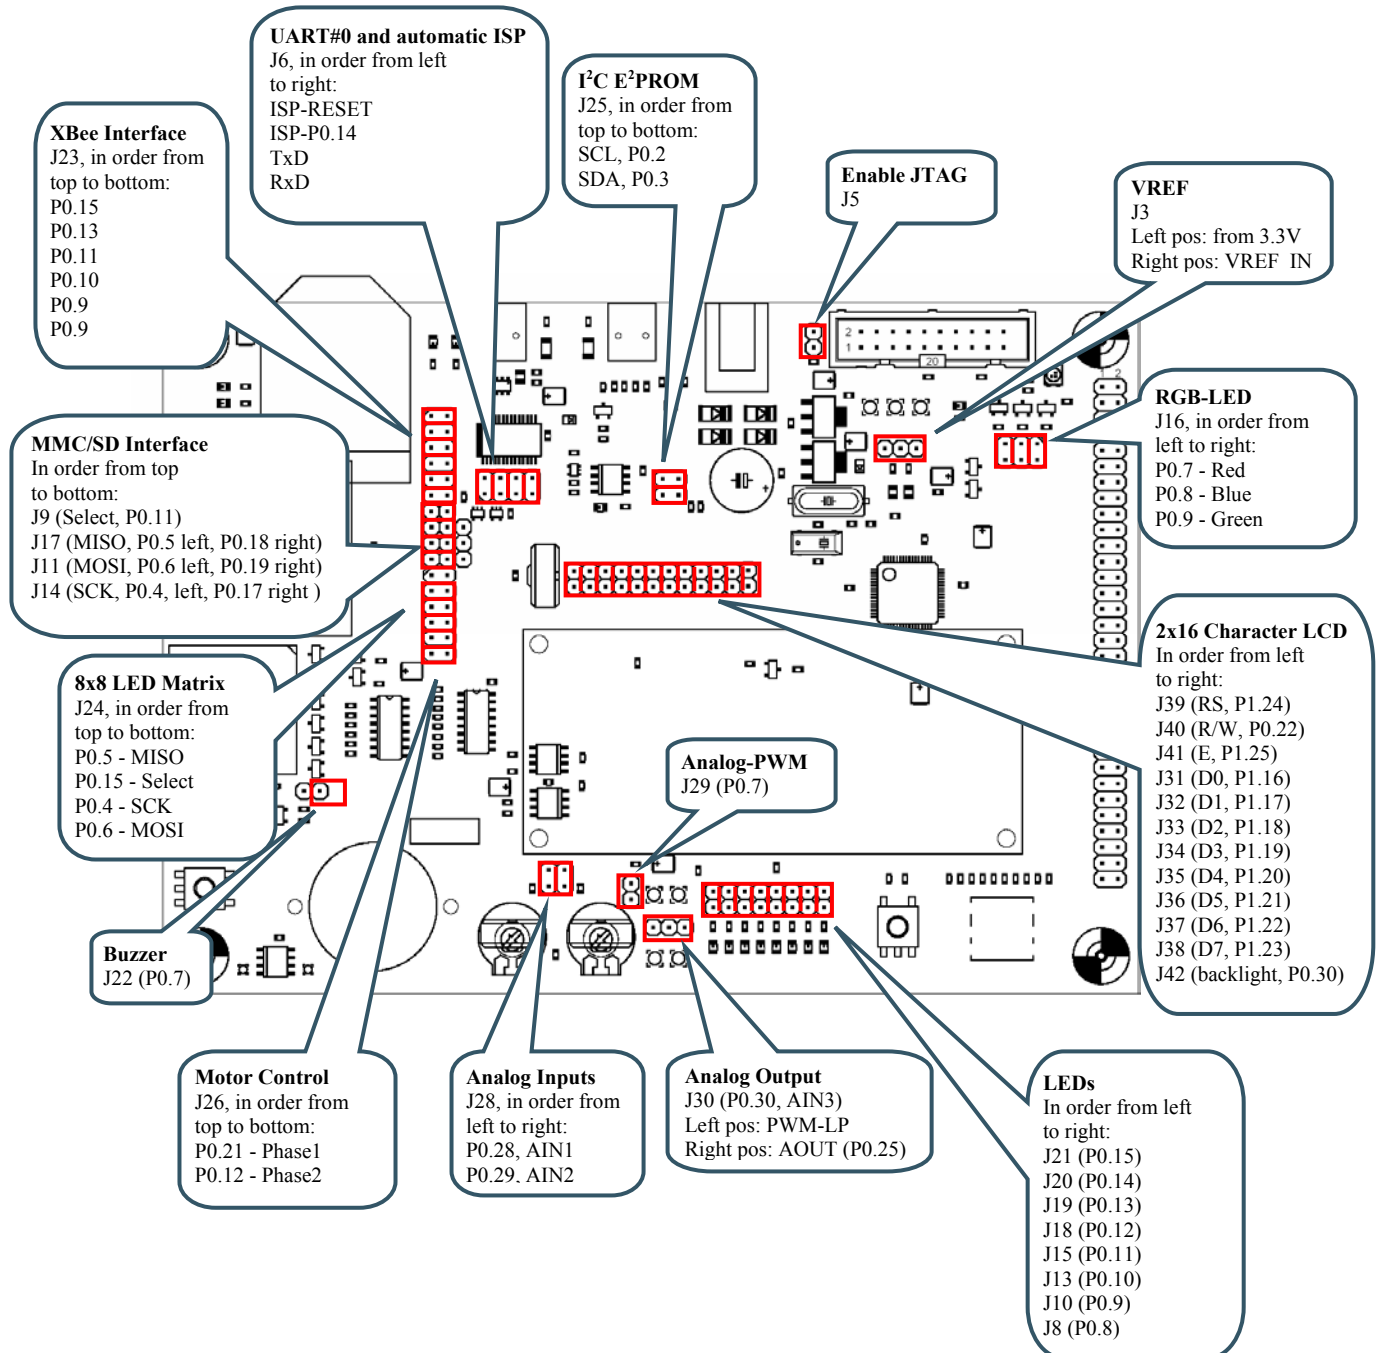 UART#0 and automatic ISP
J6, in order from left
to right:
ISP-RESET
ISP-P0.14
TxD
RxD
I²C E²PROM
J25, in order from
top to bottom:
SCL, P0.2
SDA, P0.3
XBee Interface
J23, in order from
top to bottom:
P0.15
P0.13
P0.11
P0.10
P0.9
P0.9
Enable JTAG
J5
VREF
J3
Left pos: from 3.3V
Right pos: VREF_IN
2
1
20
1 2
RGB-LED
J16, in order from
left to right:
P0.7 - Red
P0.8 - Blue
P0.9 - Green
MMC/SD Interface
In order from top
to bottom:
J9 (Select, P0.11)
J17 (MISO, P0.5 left, P0.18 right)
J11 (MOSI, P0.6 left, P0.19 right)
J14 (SCK, P0.4, left, P0.17 right )
2x16 Character LCD
In order from left
to right:
J39 (RS, P1.24)
J40 (R/W, P0.22)
J41 (E, P1.25)
J31 (D0, P1.16)
J32 (D1, P1.17)
J33 (D2, P1.18)
J34 (D3, P1.19)
J35 (D4, P1.20)
J36 (D5, P1.21)
J37 (D6, P1.22)
J38 (D7, P1.23)
J42 (backlight, P0.30)
8x8 LED Matrix
J24, in order from
top to bottom:
P0.5 - MISO
P0.15 - Select
P0.4 - SCK
P0.6 - MOSI
Analog-PWM
J29 (P0.7)
Buzzer
J22 (P0.7)
Motor Control
J26, in order from
top to bottom:
P0.21 - Phase1
P0.12 - Phase2
Analog Inputs
J28, in order from
left to right:
P0.28, AIN1
P0.29, AIN2
Analog Output
J30 (P0.30, AIN3)
Left pos: PWM-LP
Right pos: AOUT (P0.25)
LEDs
In order from left
to right:
J21 (P0.15)
J20 (P0.14)
J19 (P0.13)
J18 (P0.12)
J15 (P0.11)
J13 (P0.10)
J10 (P0.9)
J8 (P0.8)